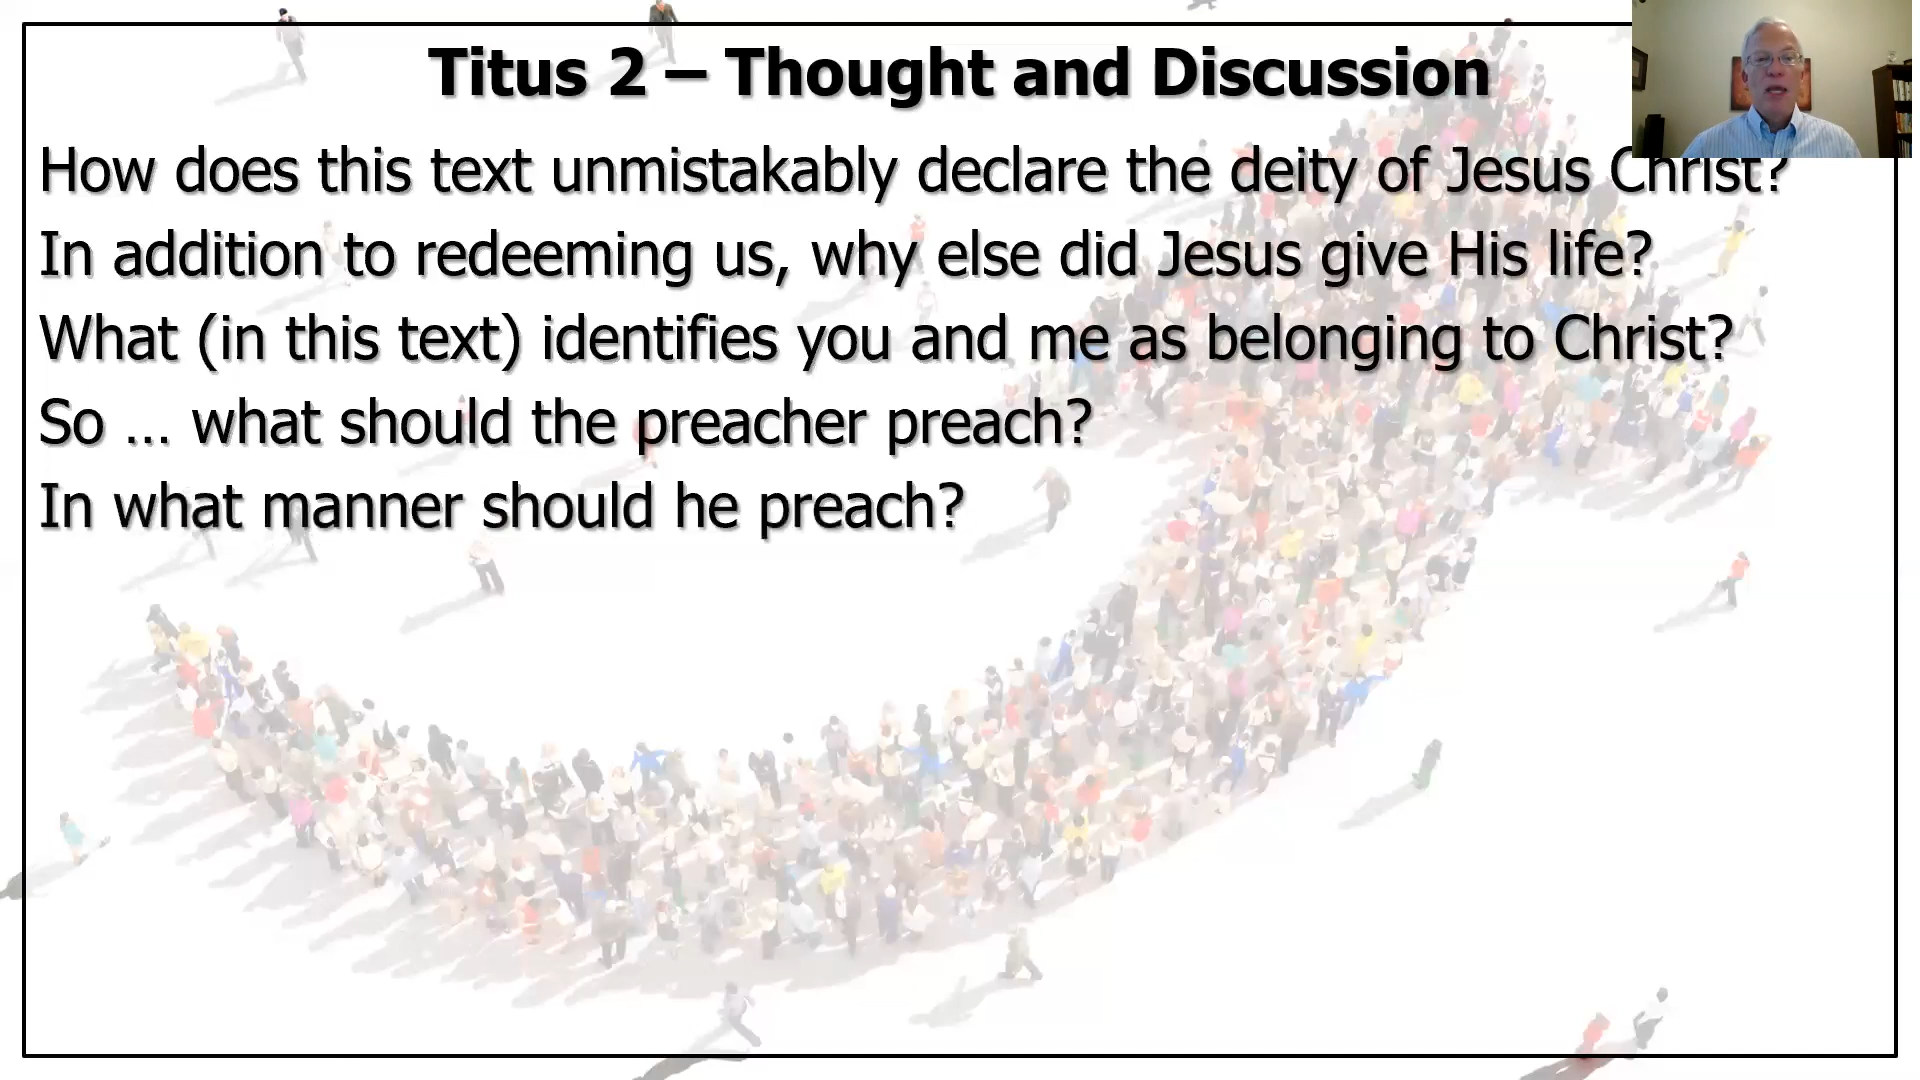 Titus 2 – Thought and Discussion
How does this text unmistakably declare the deity of Jesus Christ?
In addition to redeeming us, why else did Jesus give His life?
What (in this text) identifies you and me as belonging to Christ?
So … what should the preacher preach?
In what manner should he preach?